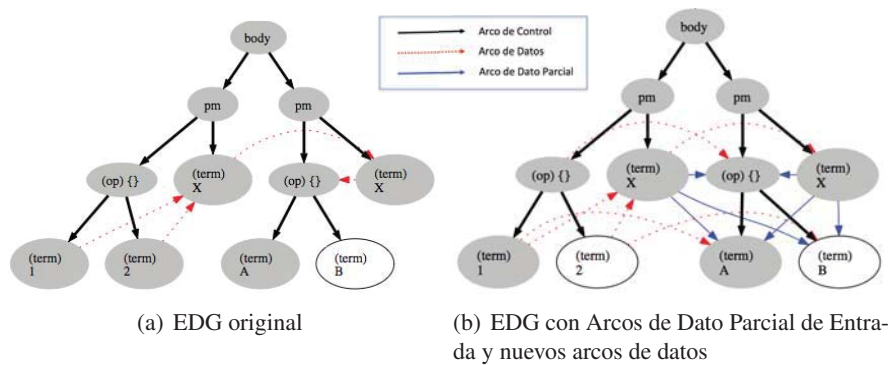 body
pm
pm
(op) {}
(term)
X
(op) {}
(term)
X
(term)
1
(term)
2
(term)
A
(term)
B
(a) EDG original
Arco de Control
Arco de Datos
Arco de Dato Parcial
body
pm
pm
(op) {}
(term)
X
(op) {}
(term)
X
(term)
1
(term)
2
(term)
A
(term)
B
(b) EDG con Arcos de Dato Parcial de Entra-
da y nuevos arcos de datos